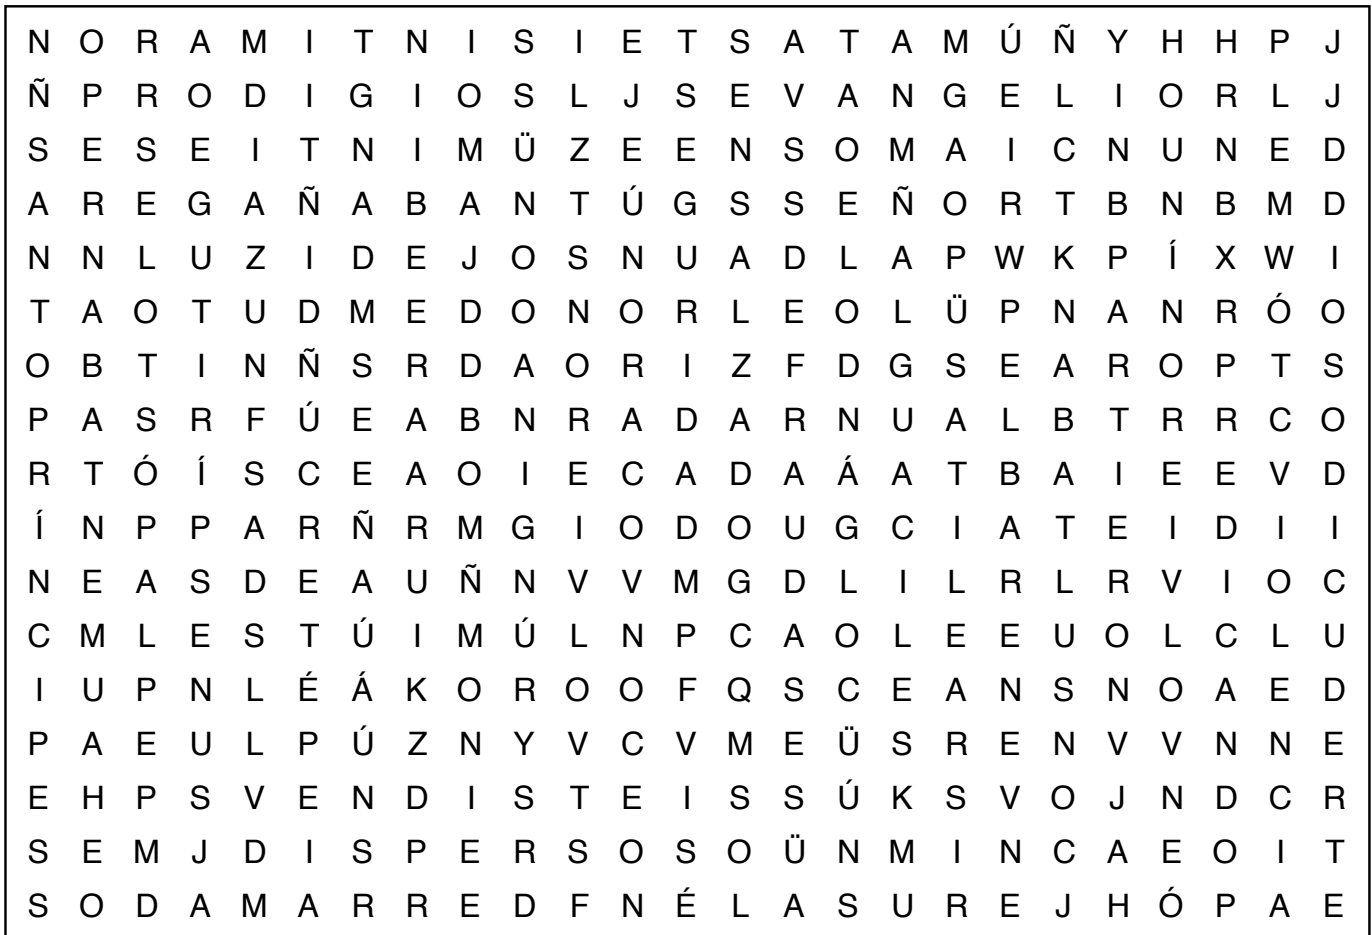 N O R A M I T N I S I E T S A T A M Ú Ñ Y H H P J
Ñ P R O D I G I O S L J S E V A N G E L I O R L J
S E S E I T N I M Ü Z E E N S O M A I C N U N E D
A R E G A Ñ A B A N T Ú G S S E Ñ O R T B N B M D
N N L U Z I D E J O S N U A D L A P W K P Í X W I
T A O T U D M E D O N O R L E O L Ü P N A N R Ó O
O B T I N Ñ S R D A O R I Z F D G S E A R O P T S
P A S R F Ú E A B N R A D A R N U A L B T R R C O
R T Ó Í S C E A O I E C A D A Á A T B A I E E V D
Í N P P A R Ñ R M G I O D O U G C I A T E I D I I
N E A S D E A U Ñ N V V M G D L I L R L R V I O C
C M L E S T Ú I M Ú L N P C A O L E E U O L C L U
I U P N L É Á K O R O O F Q S C E A N S N O A E D
P A E U L P Ú Z N Y V C V M E Ü S R E N V V N N E
E H P S V E N D I S T E I S S Ú K S V O J N D C R
S E M J D I S P E R S O S O Ü N M I N C A E O I T
S O D A M A R R E D F N É L A S U R E J H Ó P A E